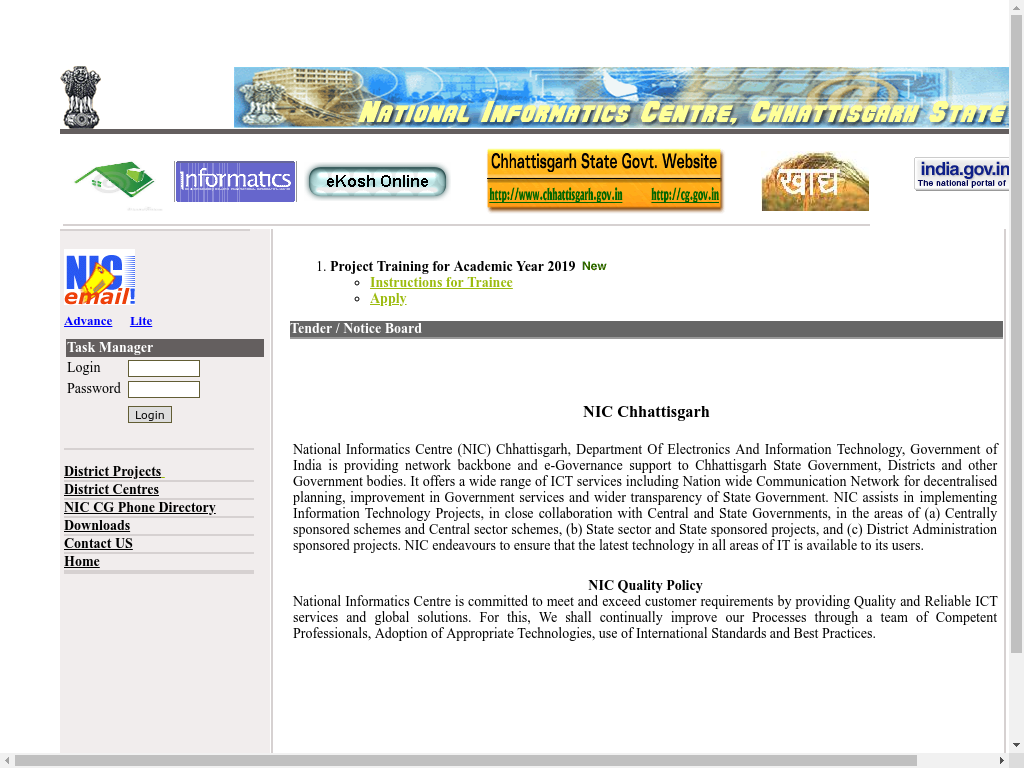 National Informatics Centre, Chhattisgarh State
Informatics
eKosh Online
Chhattisgarh State Govt. Website
http://www.chhattisgarh.gov.in http://cg.gov.in
खाद्य
india.gov.in
The national portal of
NIC
email!
Advance Lite
Task Manager
Login
Password
Login
District Projects
District Centres
NIC CG Phone Directory
Downloads
Contact US
Home
1. Project Training for Academic Year 2019 New
Instructions for Trainee
Apply
Tender / Notice Board
NIC Chhattisgarh
National Informatics Centre (NIC) Chhattisgarh, Department Of Electronics And Information Technology, Government of
India is providing network backbone and e-Governance support to Chhattisgarh State Government, Districts and other
Government bodies. It offers a wide range of ICT services including Nation wide Communication Network for decentralised
planning, improvement in Government services and wider transparency of State Government. NIC assists in implementing
Information Technology Projects, in close collaboration with Central and State Governments, in the areas of (a) Centrally
sponsored schemes and Central sector schemes, (b) State sector and State sponsored projects, and (c) District Administration
sponsored projects. NIC endeavours to ensure that the latest technology in all areas of IT is available to its users.
NIC Quality Policy
National Informatics Centre is committed to meet and exceed customer requirements by providing Quality and Reliable ICT
services and global solutions. For this, We shall continually improve our Processes through a team of Competent
Professionals, Adoption of Appropriate Technologies, use of International Standards and Best Practices.